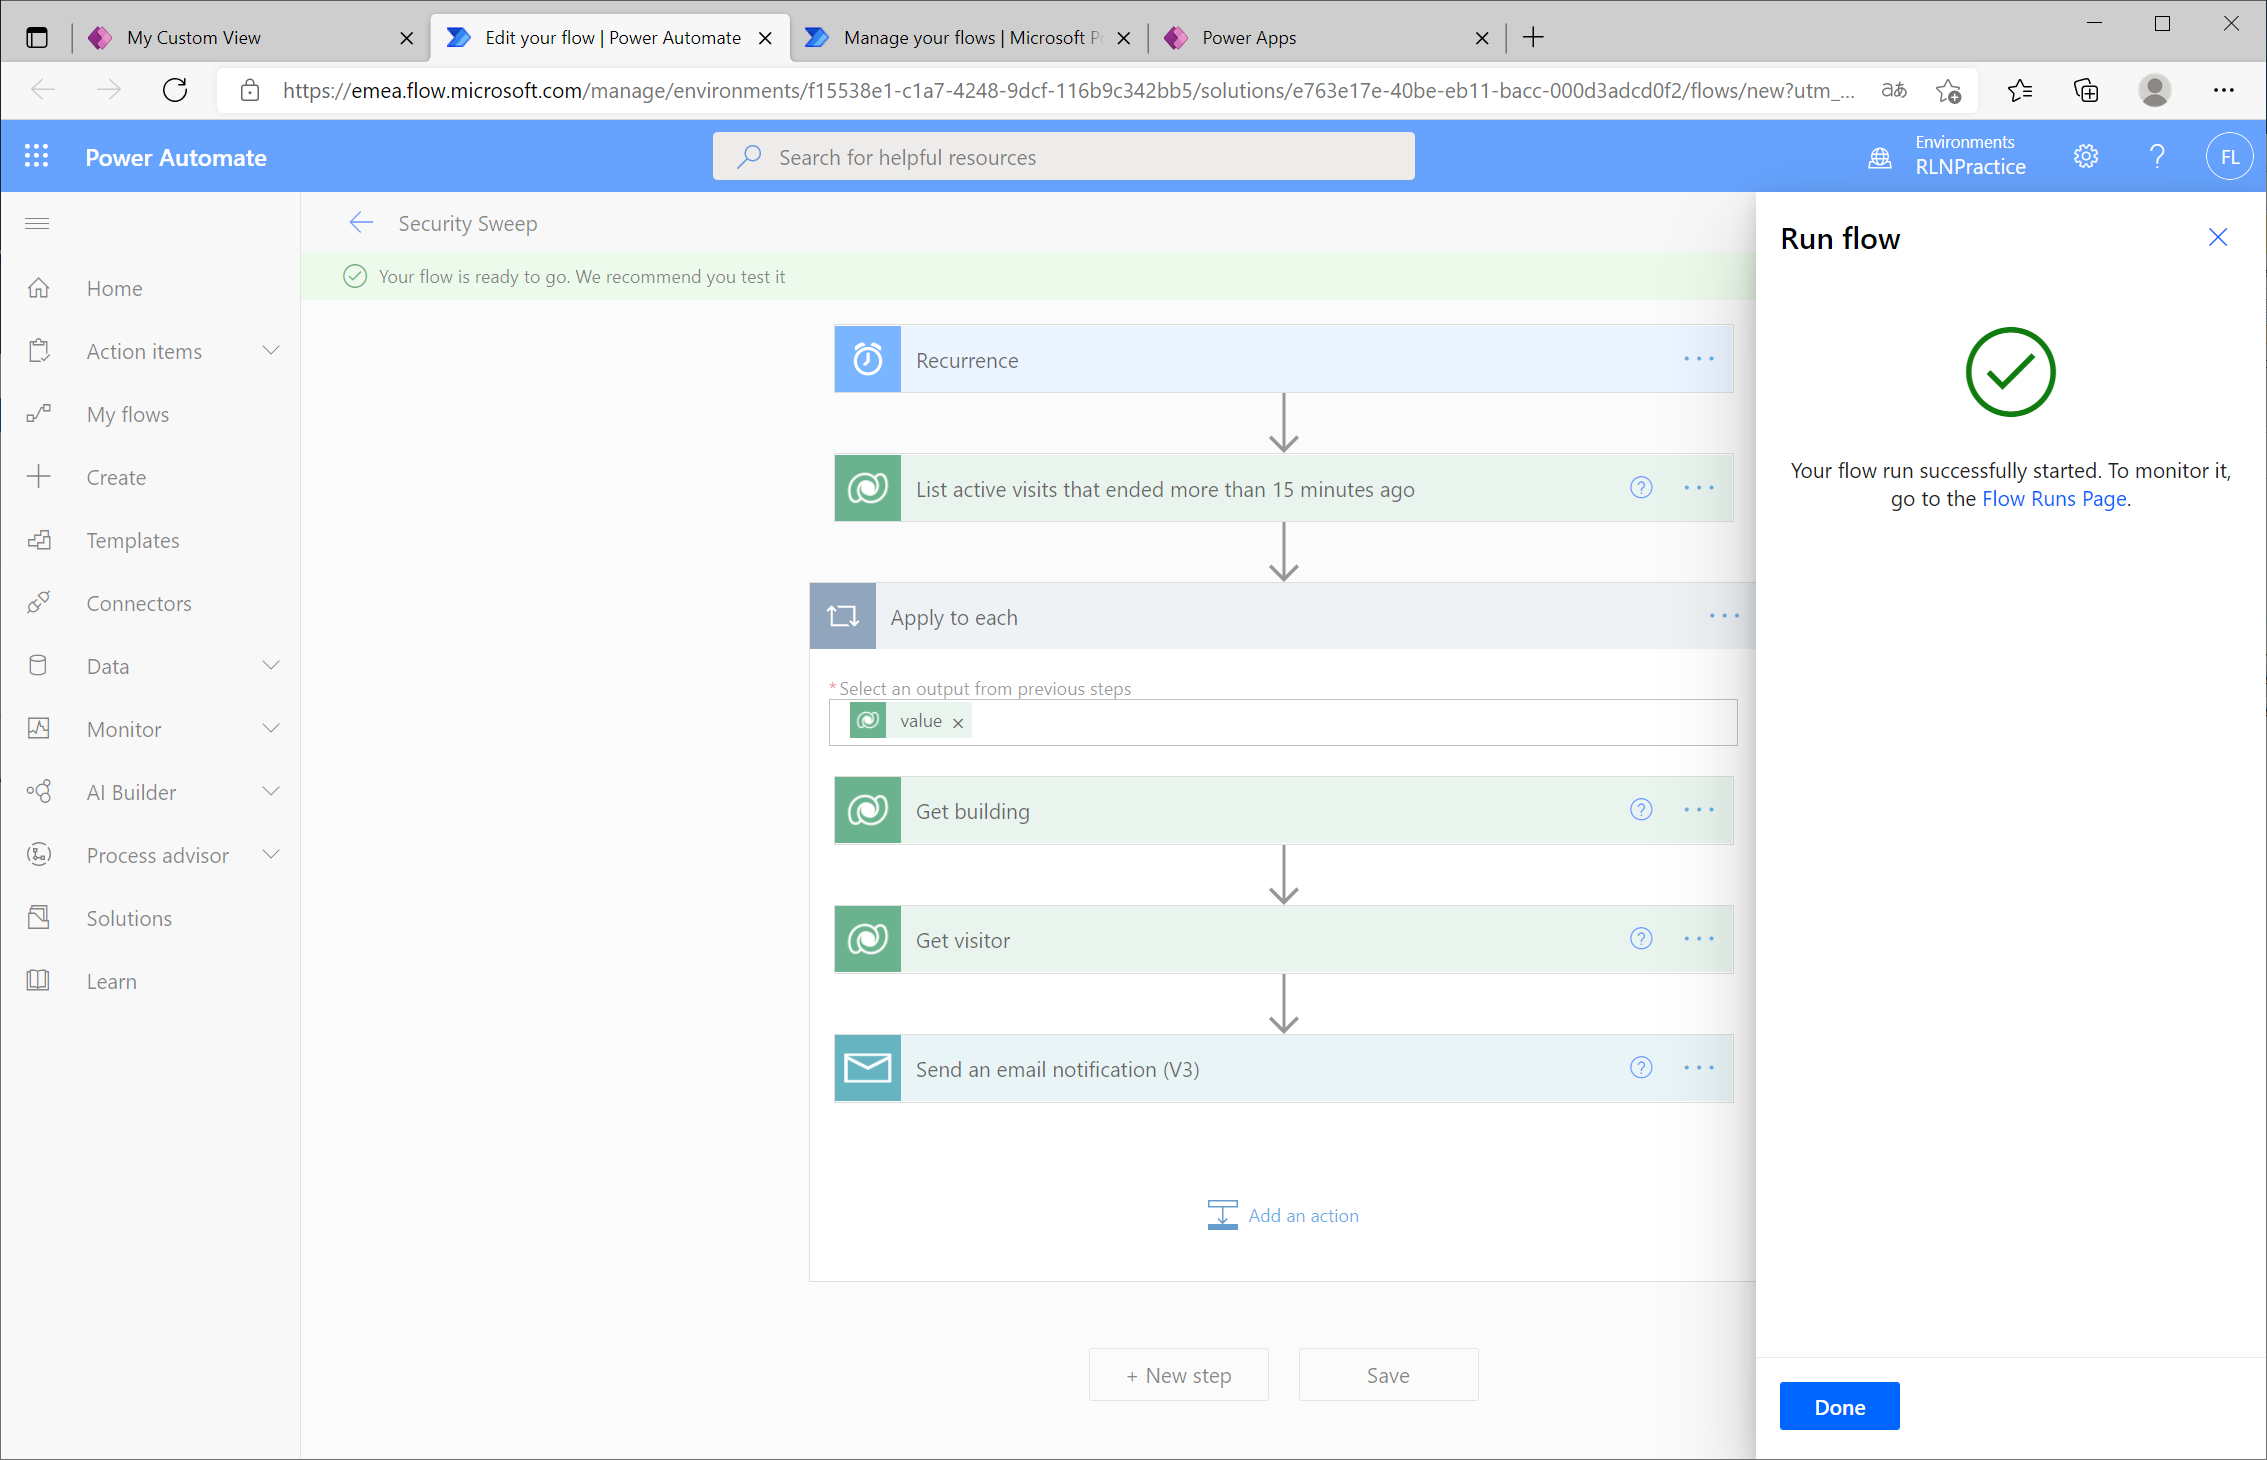 My Custom View
Edit your flow | Power Automate
Manage your flows | Microsoft
Power Apps
https://emea.flow.microsoft.com/manage/environments/f15538e1-c1a7-4248-9dcf-116b9c342bb5/solutions/e763e17e-40be-eb11-bacc-000d3adcd0f2/flows/new?utm_...
aあ
Power Automate
Search for helpful resources
Environments
RLNPractice
?
FL
Security Sweep
Run flow
Your flow is ready to go. We recommend you test it
Home
Action items
My flows
Create
Templates
Connectors
Data
Monitor
AI Builder
Process advisor
Solutions
Learn
Recurrence
List active visits that ended more than 15 minutes ago
Apply to each
* Select an output from previous steps
value
Get building
Get visitor
Send an email notification (V3)
Add an action
+ New step
Save
Your flow run successfully started. To monitor it,
go to the Flow Runs Page.
Done